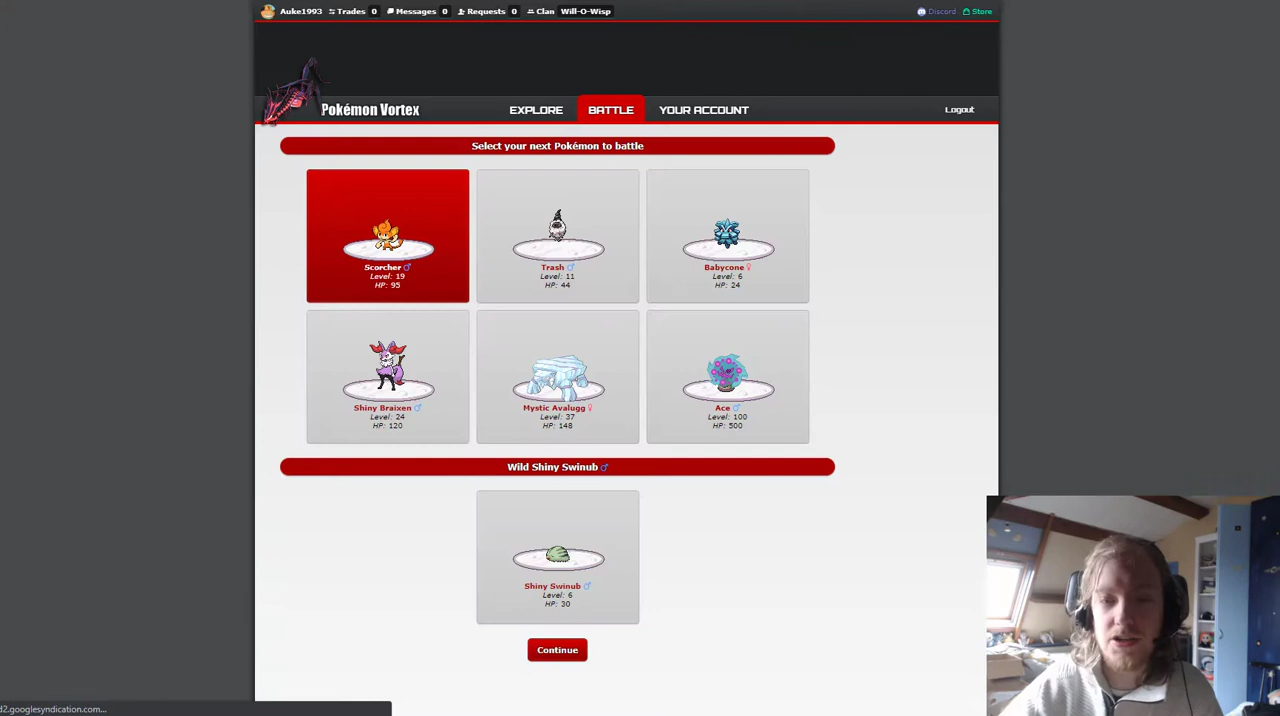 Auke1993 Trades 0 Messages 0 Requests 0 Clan Will-O-Wisp Discord Store
Pokémon Vortex EXPLORE BATTLE YOUR ACCOUNT Logout
Select your next Pokémon to battle
Scorcher ♂ Trash ♂ Babycone ♀
Level: 19 Level: 11 Level: 6
HP: 95 HP: 44 HP: 24
Shiny Braixen ♂ Mystic Avalugg ♀ Ace ♂
Level: 24 Level: 37 Level: 100
HP: 120 HP: 148 HP: 500
Wild Shiny Swinub ♂
Shiny Swinub ♂
Level: 6
HP: 30
Continue
d2.googlesyndication.com...